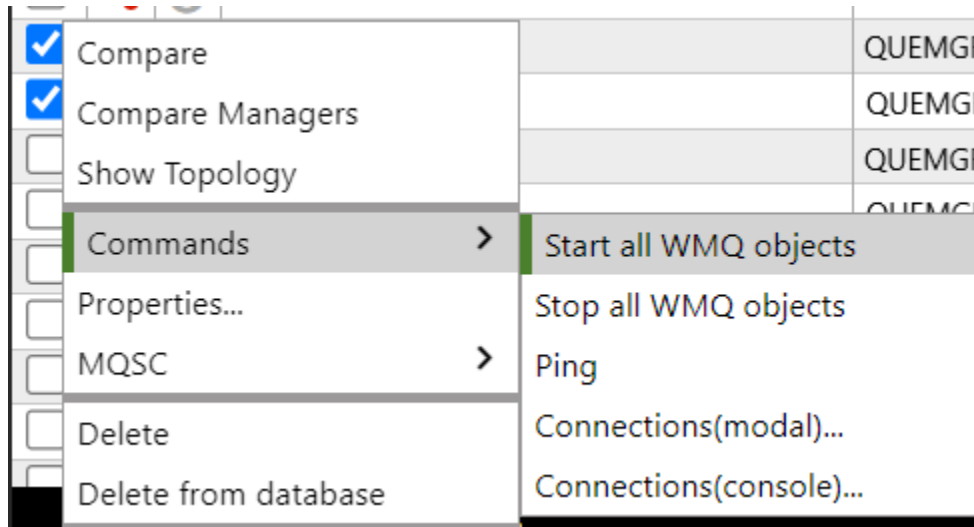 Compare
Compare Managers
Show Topology
Commands
Properties...
MQSC
Delete
Delete from database
Start all WMQ objects
Stop all WMQ objects
Ping
Connections(modal)...
Connections(console)...